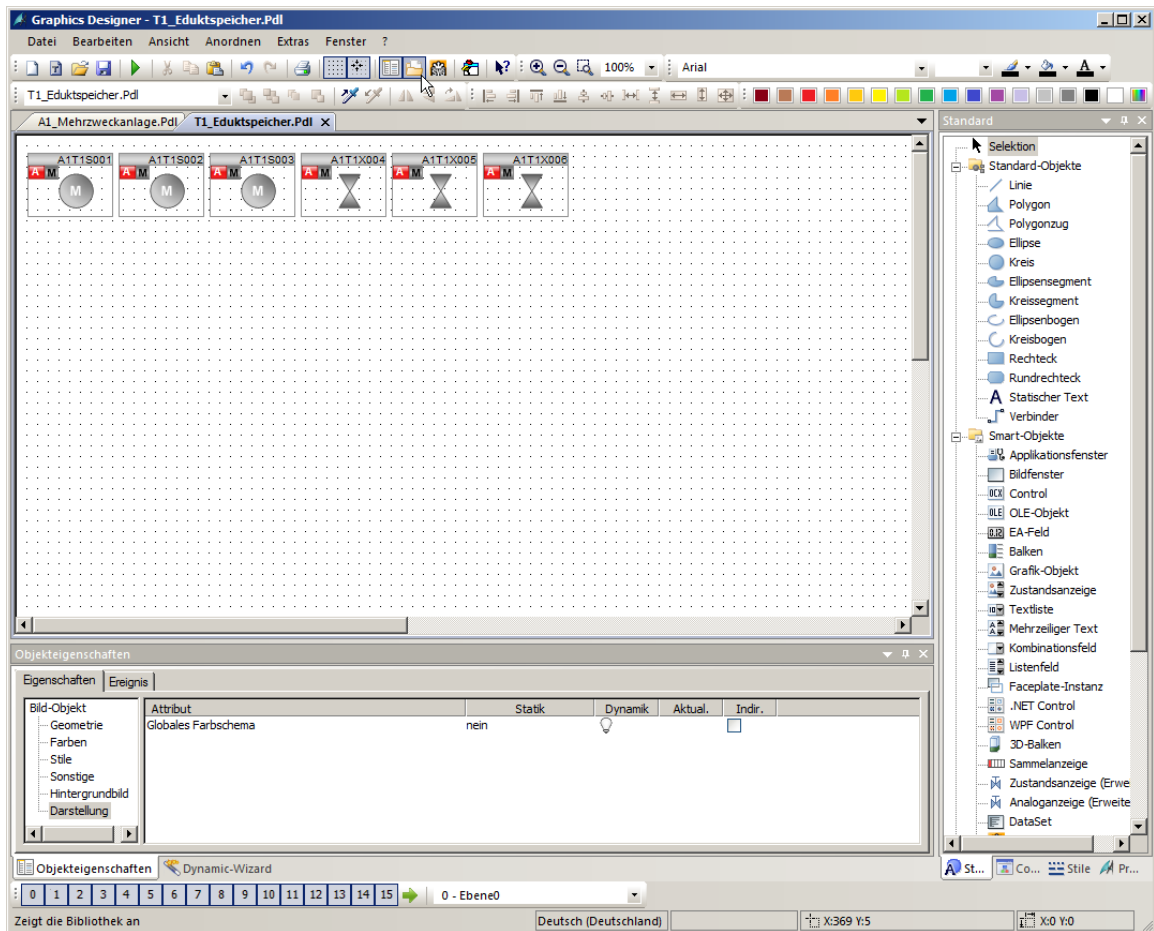 Graphics Designer - T1_Eduktspeicher.Pdl
Datei Bearbeiten Ansicht Anordnen Extras Fenster ?
100% Arial
T1_Eduktspeicher.Pdl
A1_Mehrzweckanlage.Pdl T1_Eduktspeicher.Pdl
A1T1S001 A1T1S002 A1T1S003 A1T1X004 A1T1X005 A1T1X006
A M A M A M A M A M A M
M M M
Standard
Selektion
Standard-Objekte
Linie
Polygon
Polygonzug
Ellipse
Kreis
Ellipsensegment
Kreissegment
Ellipsenbogen
Kreisbogen
Rechteck
Rundrechteck
A Statischer Text
Verbinder
Smart-Objekte
Applikationsfenster
Bildfenster
OCX Control
OLE OLE-Objekt
0.12 EA-Feld
Balken
Grafik-Objekt
Zustandsanzeige
Textliste
Mehrzeiliger Text
Kombinationsfeld
Listenfeld
Faceplate-Instanz
.NET Control
WPF Control
3D-Balken
Sammelanzeige
Zustandsanzeige (Erwe
Analoganzeige (Erweite
DataSet
St... Co... Stile Pr...
Objekteigenschaften
Eigenschaften Ereignis
Bild-Objekt
Geometrie
Farben
Stile
Sonstige
Hintergrundbild
Darstellung
Attribut Statik Dynamik Aktual. Indir.
Globales Farbschema nein
Objekteigenschaften Dynamic-Wizard
0 1 2 3 4 5 6 7 8 9 10 11 12 13 14 15 0 - Ebene0
Zeigt die Bibliothek an Deutsch (Deutschland) X:369 Y:5 X:0 Y:0